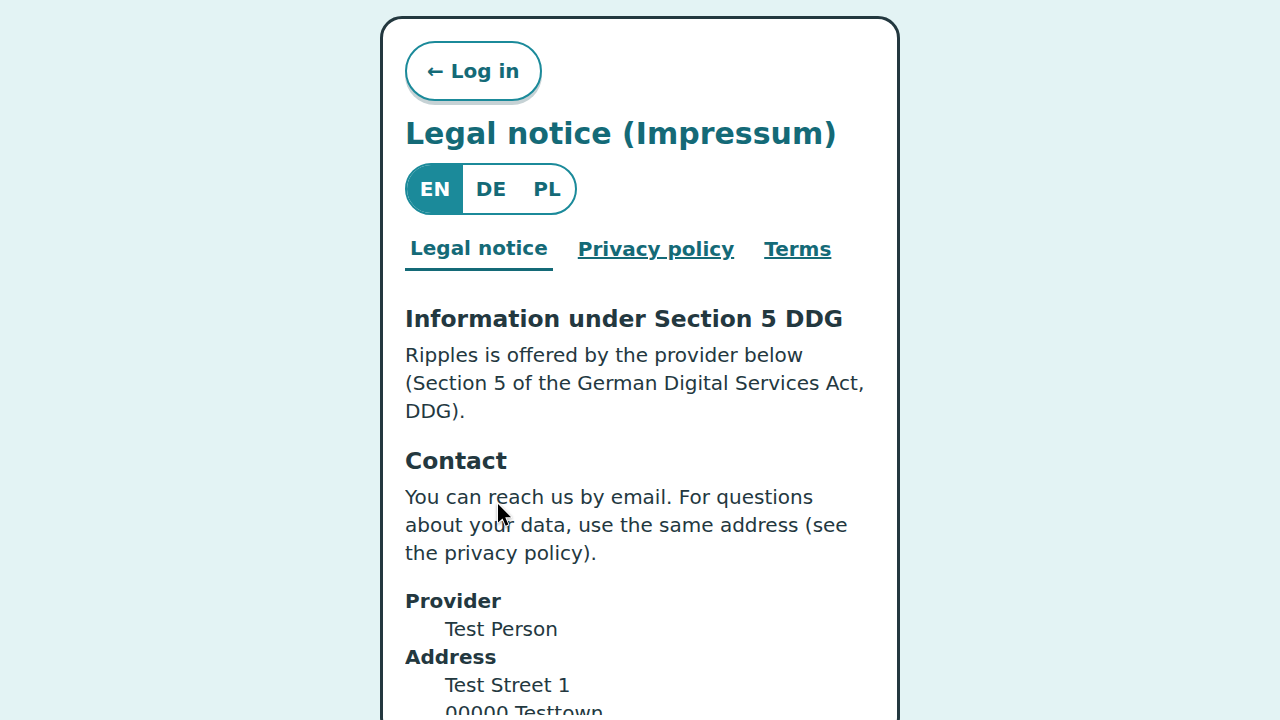 ← Log in
Legal notice (Impressum)
EN DE PL
Legal notice Privacy policy Terms
Information under Section 5 DDG
Ripples is offered by the provider below
(Section 5 of the German Digital Services Act,
DDG).
Contact
You can reach us by email. For questions
about your data, use the same address (see
the privacy policy).
Provider
Test Person
Address
Test Street 1
00000 Testtown